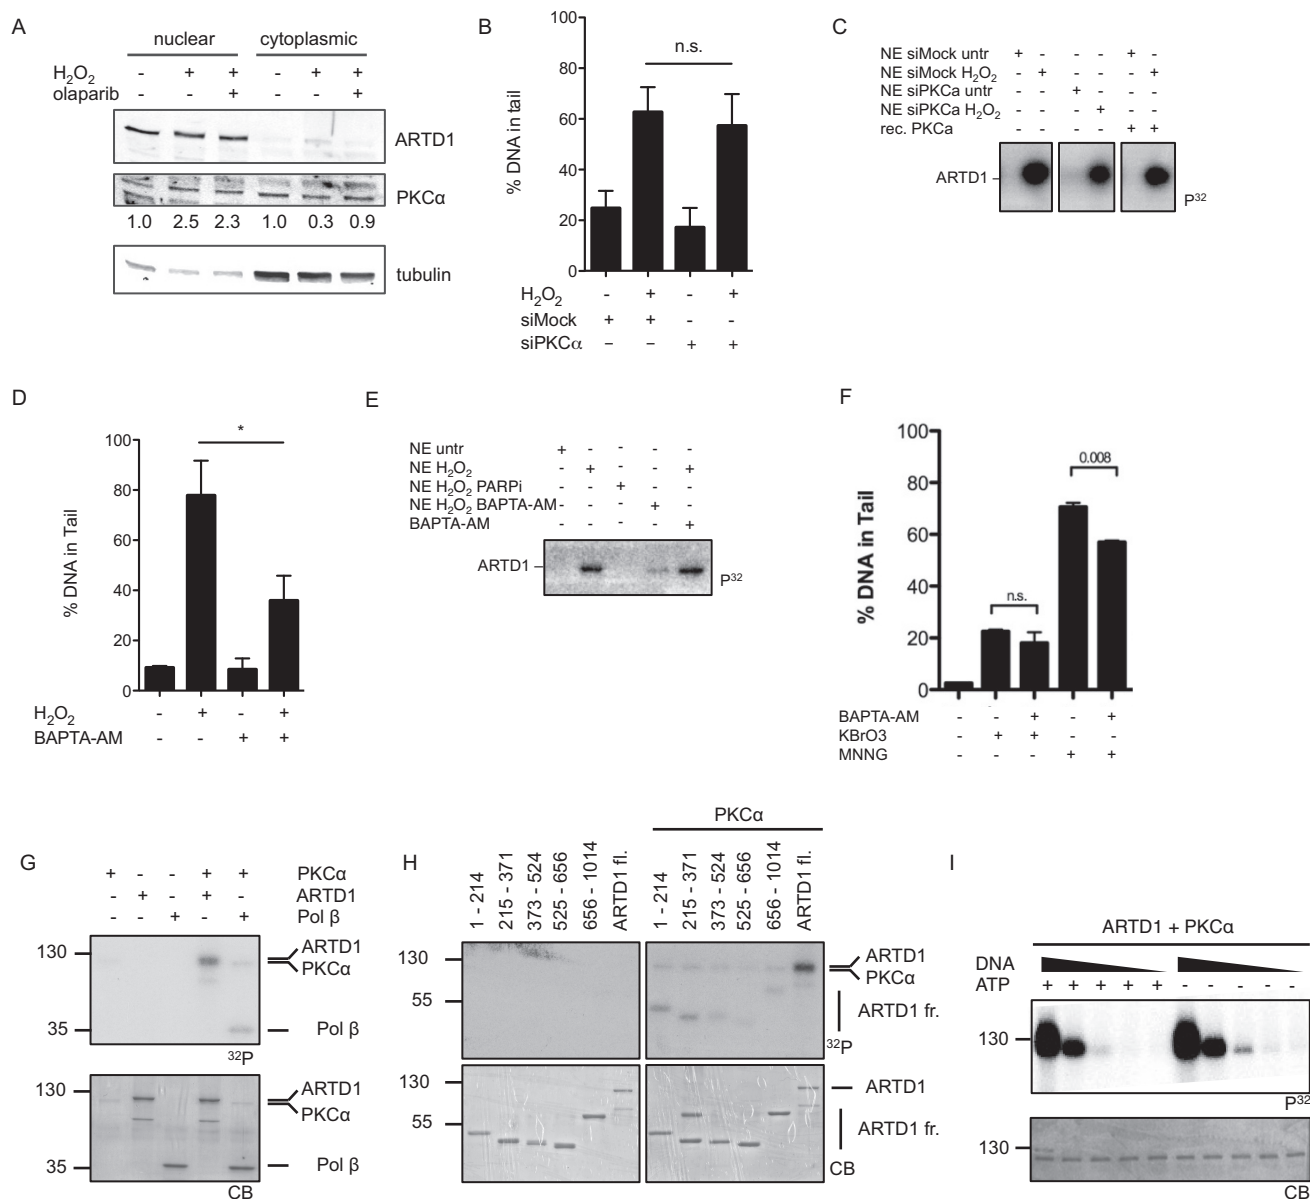 A
nuclear cytoplasmic
H₂O₂ - + + - + +
olaparib - - + - - +
ARTD1
PKCα
1.0 2.5 2.3 1.0 0.3 0.9
tubulin
B
100
80
60
40
20
0
% DNA in tail
n.s.
H₂O₂ - + - +
siMock + + - -
siPKCα – – + +
C
NE siMock untr + - - - + -
NE siMock H₂O₂ - + - - - +
NE siPKCa untr - - + - - -
NE siPKCa H₂O₂ - - - + - -
rec. PKCa - - - - + +
ARTD1
P³²
D
100
80
60
40
20
0
% DNA in Tail
*
H₂O₂ - + - +
BAPTA-AM - - + +
E
NE untr + - - - -
NE H₂O₂ - + - - +
NE H₂O₂ PARPi - - + - -
NE H₂O₂ BAPTA-AM - - - + -
BAPTA-AM - - - - +
ARTD1
P³²
F
100
80
60
40
20
0
% DNA in Tail
n.s.
0.008
BAPTA-AM - - + - +
KBrO3 - + + - -
MNNG - - - + +
G
+ - - + + PKCα
- + - + - ARTD1
- - + - + Pol β
130
35
ARTD1
PKCα
Pol β
³²P
130
35
ARTD1
PKCα
Pol β
CB
H
PKCα
1 - 214
215 - 371
373 - 524
525 - 656
656 - 1014
ARTD1 fl.
1 - 214
215 - 371
373 - 524
525 - 656
656 - 1014
ARTD1 fl.
130
55
ARTD1
PKCα
ARTD1 fr.
³²P
130
55
ARTD1
ARTD1 fr.
CB
I
ARTD1 + PKCα
DNA
ATP + + + + + - - - - -
130
P³²
130
CB